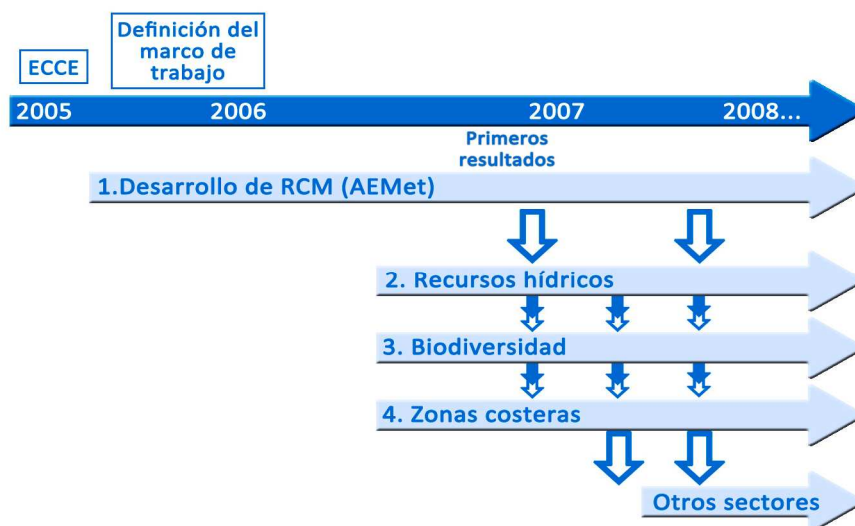 ECCE
Definición del
marco de
trabajo
2005
2006
2007
2008...
Primeros
resultados
1.Desarrollo de RCM (AEMet)
2. Recursos hídricos
3. Biodiversidad
4. Zonas costeras
Otros sectores